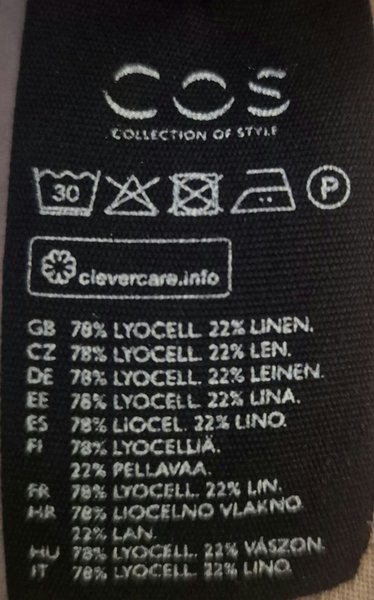 COS
COLLECTION OF STYLE
30 P
clevercare.info
GB 78% LYOCELL. 22% LINEN.
CZ 78% LYOCELL. 22% LEN.
DE 78% LYOCELL. 22% LEINEN.
EE 78% LYOCELL. 22% LINA.
ES 78% LIOCEL. 22% LINO.
FI 78% LYOCELLIÄ.
22% PELLAVAA.
FR 78% LYOCELL. 22% LIN.
HR 78% LIOCELNO VLAKNO.
22% LAN.
HU 78% LYOCELL. 22% VÁSZON.
IT 78% LYOCELL. 22% LINO.